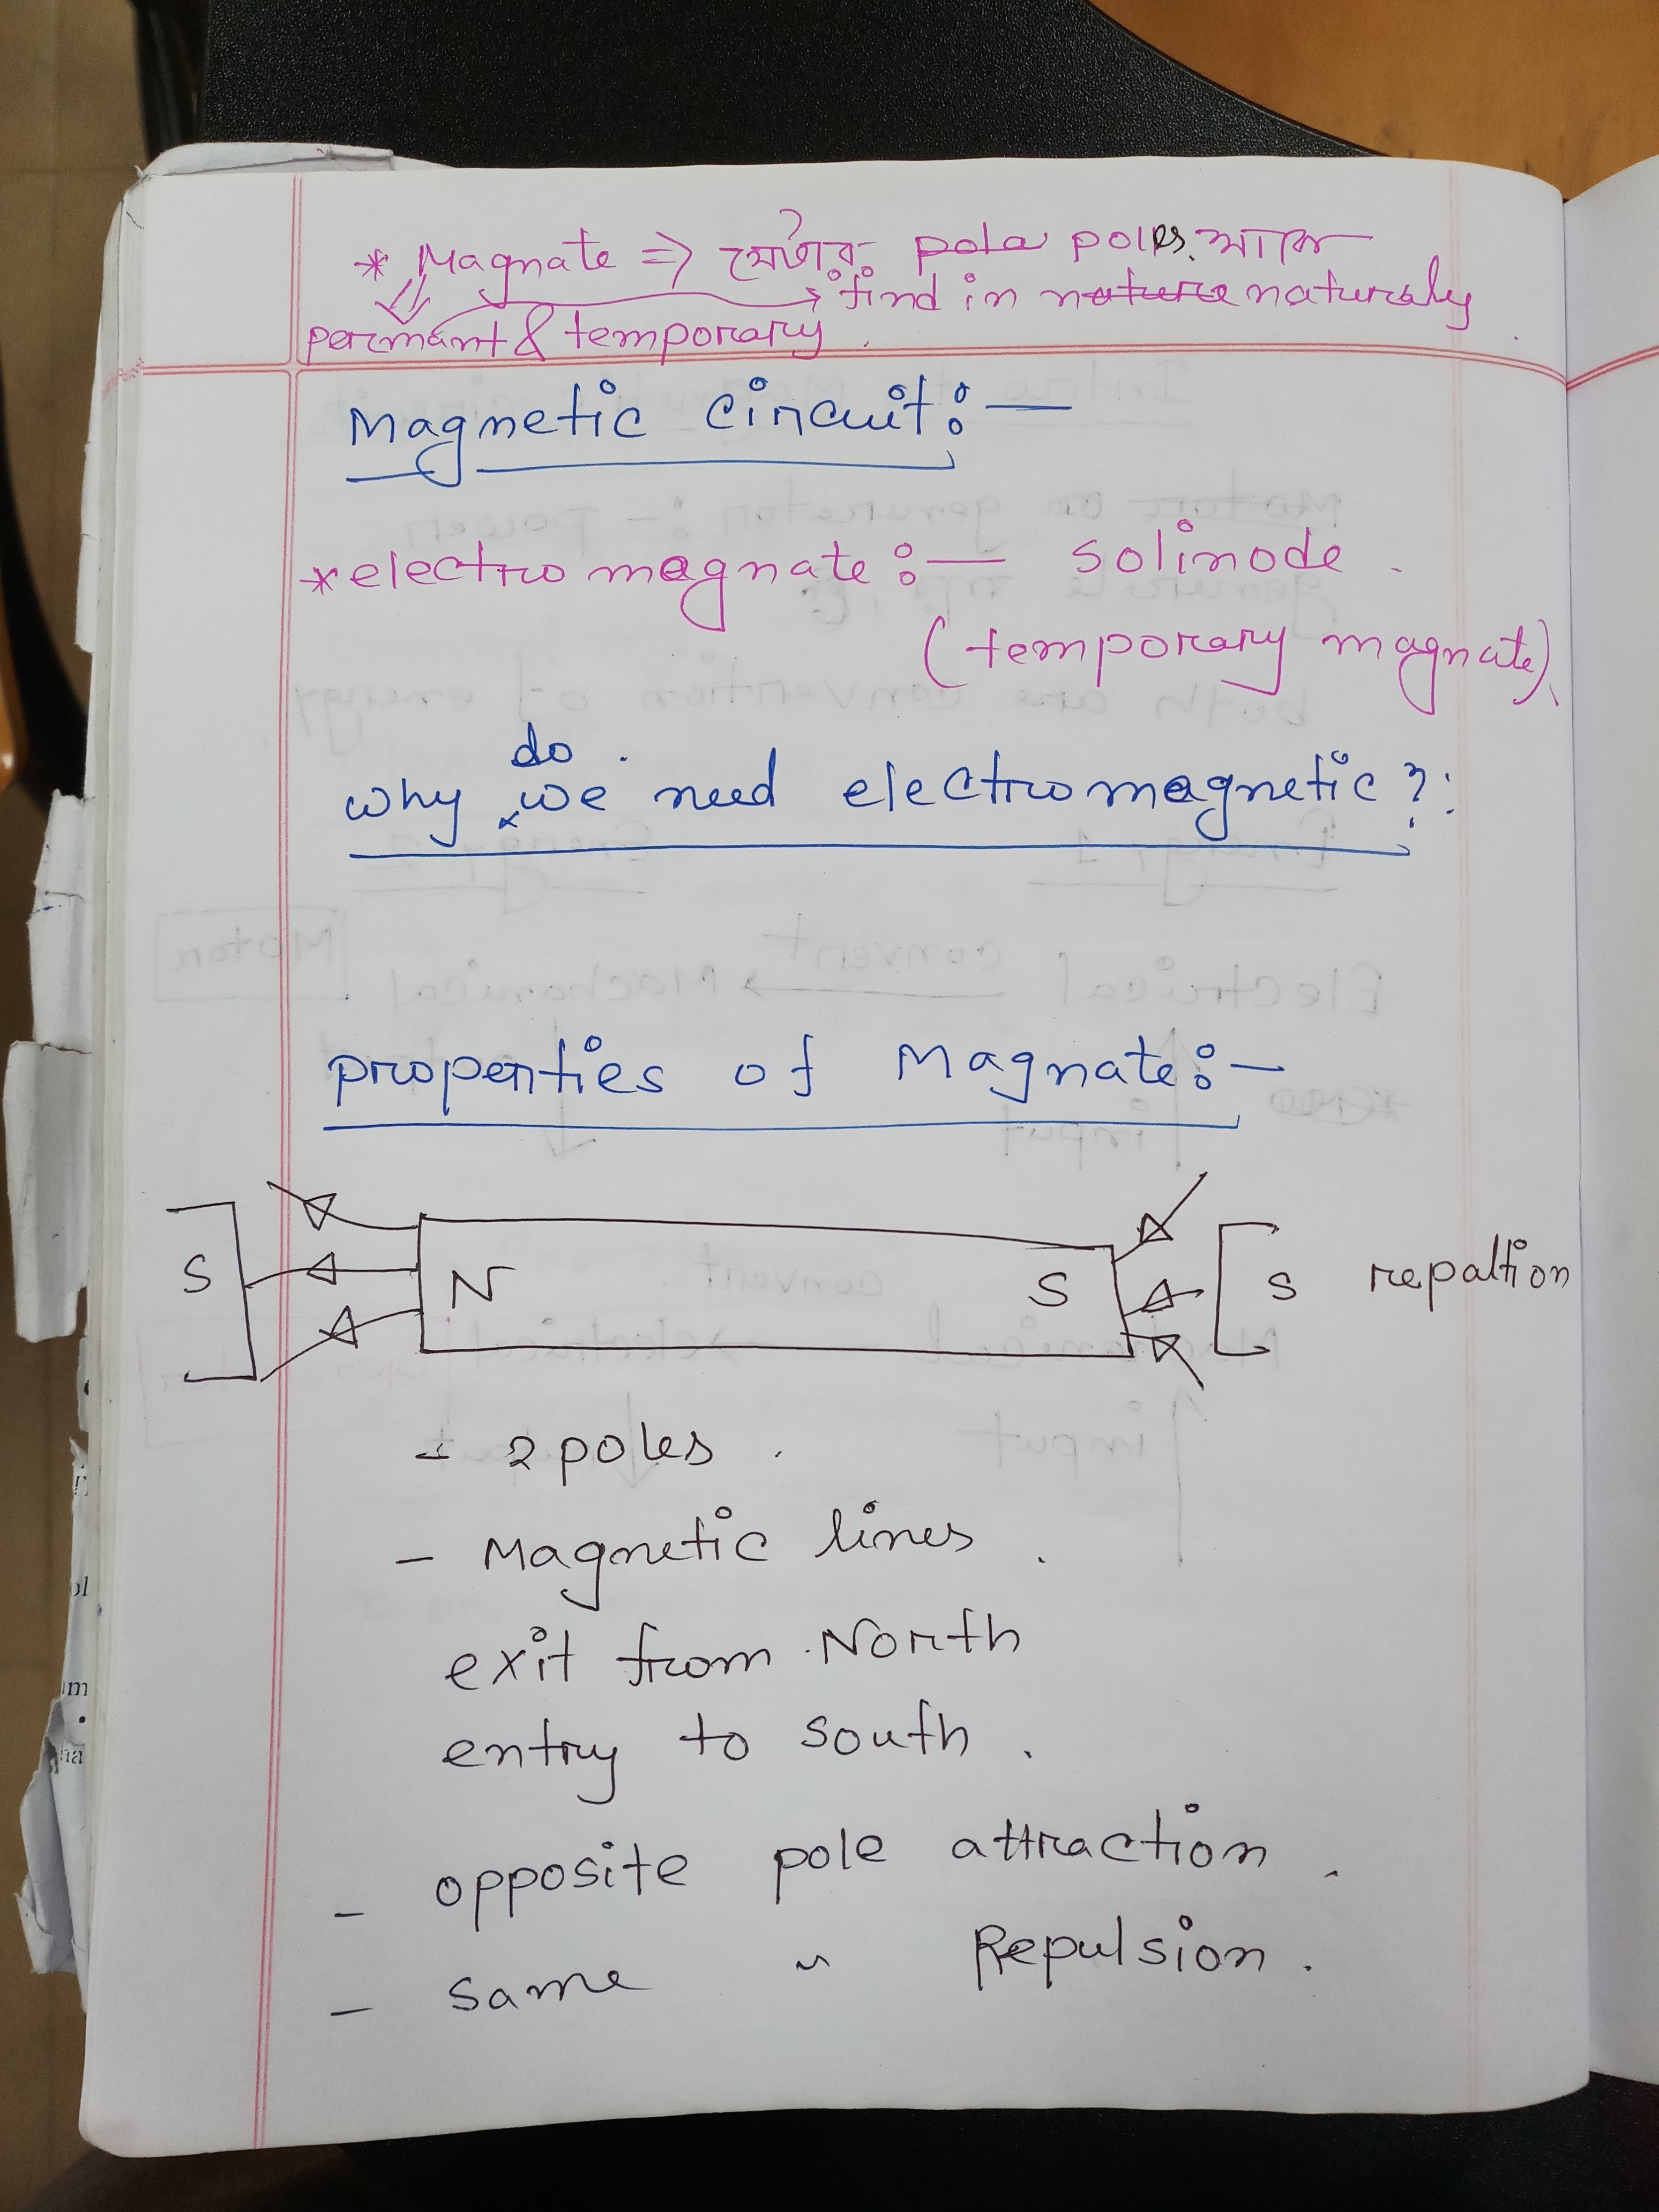 * Magnate ⇒ যেটার pola poles আছে
find in nature naturaly
permant & temporary.
Magnetic circuit:-
*electro magnate:- solinode.
(temporary magnate)
do
why we need electromagnetic?
properties of Magnate:-
S N S S repaltion
- 2 poles.
- Magnetic lines.
exit from North
entry to south.
- opposite pole attraction.
- same " Repulsion.